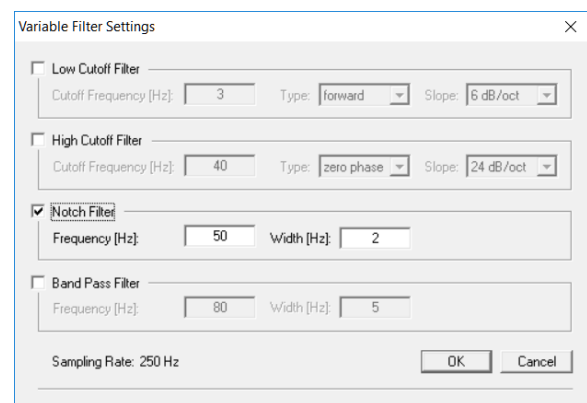 Variable Filter Settings
Low Cutoff Filter
Cutoff Frequency [Hz]: 3 Type: forward Slope: 6 dB/oct
High Cutoff Filter
Cutoff Frequency [Hz]: 40 Type: zero phase Slope: 24 dB/oct
Notch Filter
Frequency [Hz]: 50 Width [Hz]: 2
Band Pass Filter
Frequency [Hz]: 80 Width [Hz]: 5
Sampling Rate: 250 Hz OK Cancel